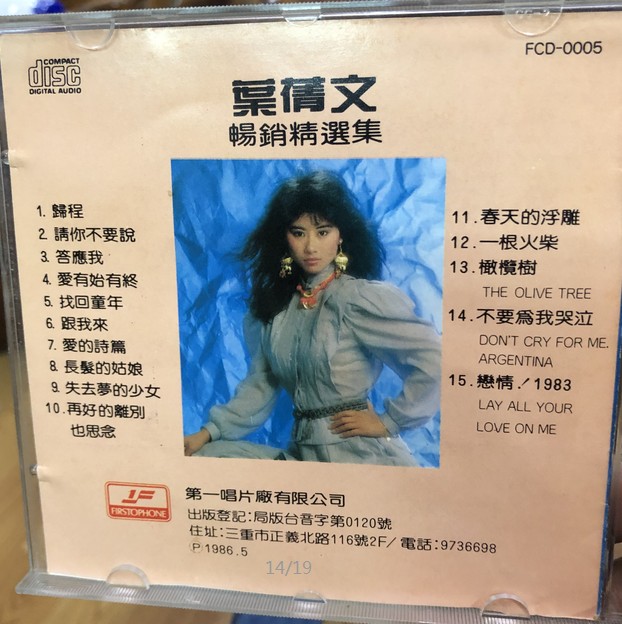 COMPACT
disc
DIGITAL AUDIO
FCD-0005
葉蒨文
暢銷精選集
1. 歸程
2. 請你不要說
3. 答應我
4. 愛有始有終
5. 找回童年
6. 跟我來
7. 愛的詩篇
8. 長髮的姑娘
9. 失去夢的少女
10. 再好的離別
也思念
11. 春天的浮雕
12. 一根火柴
13. 橄欖樹
THE OLIVE TREE
14. 不要為我哭泣
DON'T CRY FOR ME.
ARGENTINA
15. 戀情!1983
LAY ALL YOUR
LOVE ON ME
FIRSTOPHONE
第一唱片廠有限公司
出版登記:局版台音字第0120號
住址:三重市正義北路116號2F/電話:9736698
Ⓟ1986.5
14/19